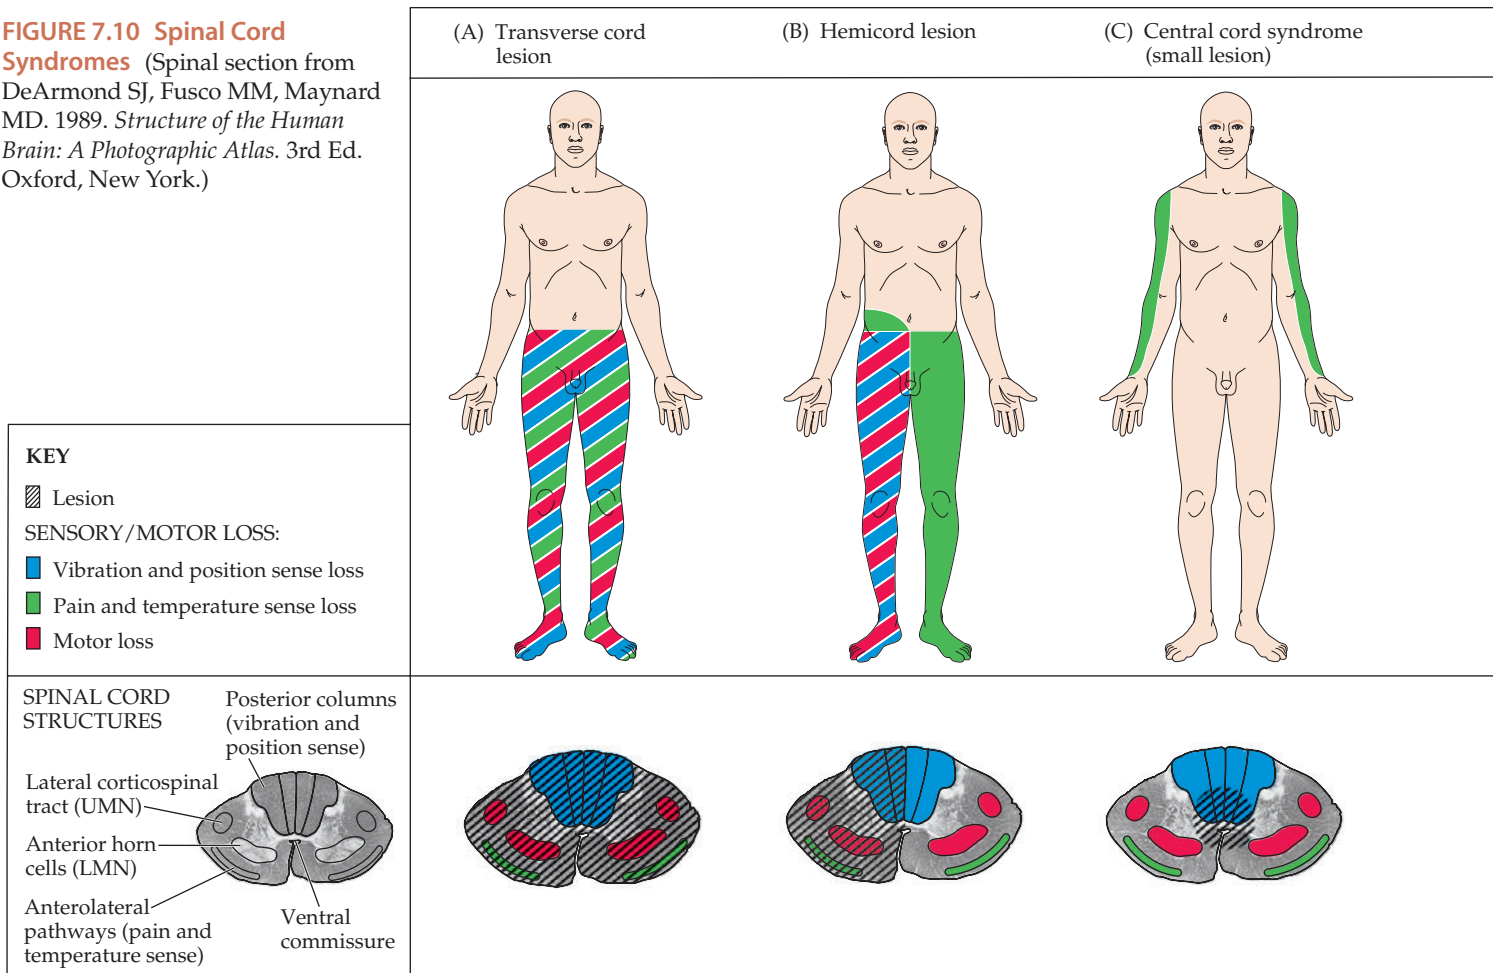 FIGURE 7.10 Spinal Cord
Syndromes (Spinal section from
DeArmond SJ, Fusco MM, Maynard
MD. 1989. Structure of the Human
Brain: A Photographic Atlas. 3rd Ed.
Oxford, New York.)
(A) Transverse cord
lesion
(B) Hemicord lesion
(C) Central cord syndrome
(small lesion)
KEY
Lesion
SENSORY/MOTOR LOSS:
Vibration and position sense loss
Pain and temperature sense loss
Motor loss
SPINAL CORD
STRUCTURES
Posterior columns
(vibration and
position sense)
Lateral corticospinal
tract (UMN)
Anterior horn
cells (LMN)
Anterolateral
pathways (pain and
temperature sense)
Ventral
commissure